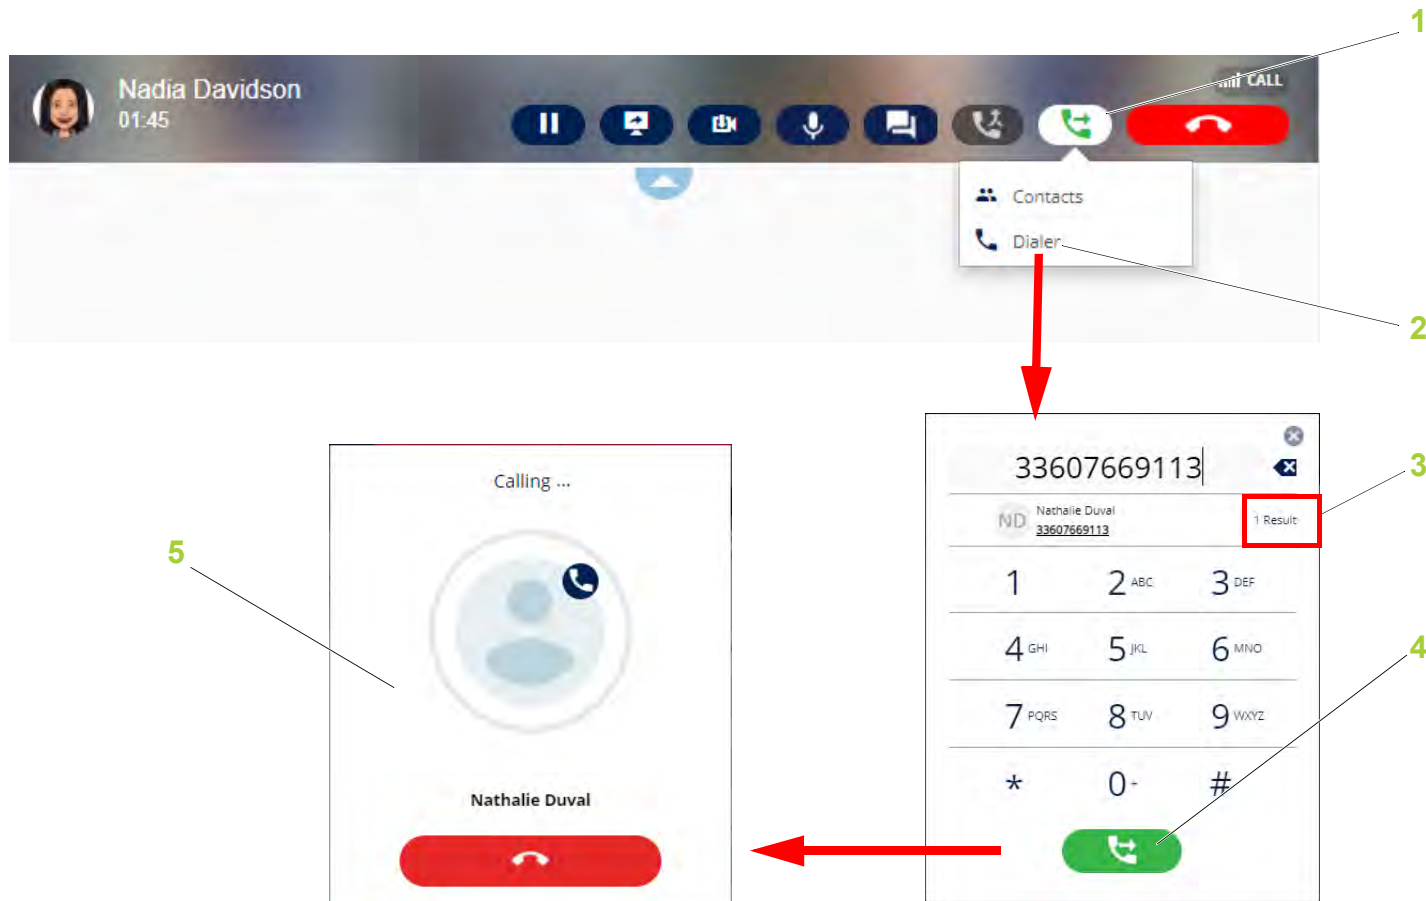 1
Nadia Davidson
01:45
CALL
Contacts
Dialer
2
33607669113
3
ND
Nathalie Duval
33607669113
1 Result
1
2 ABC
3 DEF
4 GHI
5 JKL
6 MNO
4
7 PQRS
8 TUV
9 WXYZ
*
0 -
#
Calling ...
5
Nathalie Duval